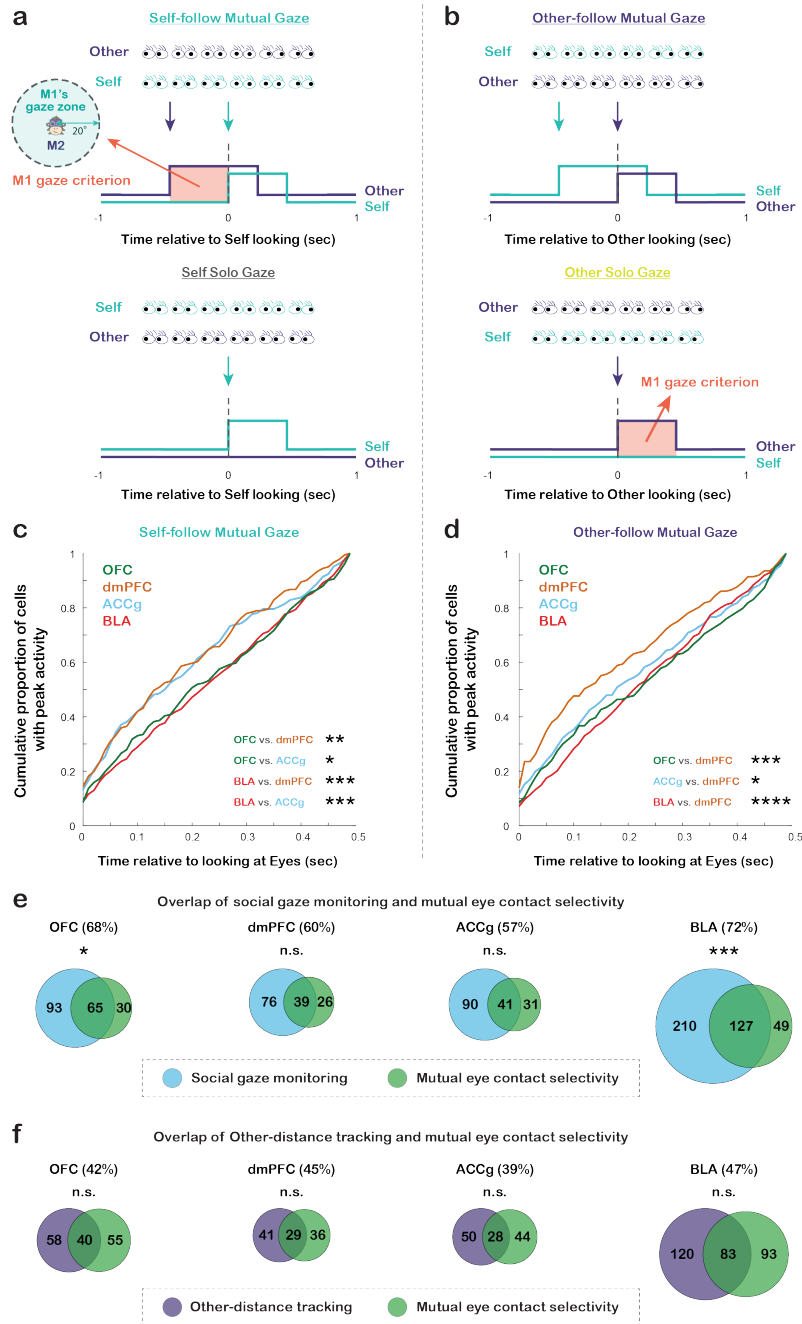 a
Self-follow Mutual Gaze
Other
Self
M1's
gaze zone
20°
M2
M1 gaze criterion
Other
Self
-1
0
1
Time relative to Self looking (sec)
Self Solo Gaze
Self
Other
Self
Other
-1
0
1
Time relative to Self looking (sec)
b
Other-follow Mutual Gaze
Self
Other
Self
Other
-1
0
1
Time relative to Other looking (sec)
Other Solo Gaze
Other
Self
M1 gaze criterion
Other
Self
-1
0
1
Time relative to Other looking (sec)
c
Self-follow Mutual Gaze
1
0.8
0.6
0.4
0.2
0
Cumulative proportion of cells
with peak activity
OFC
dmPFC
ACCg
BLA
OFC vs. dmPFC **
OFC vs. ACCg *
BLA vs. dmPFC ***
BLA vs. ACCg ***
0 0.1 0.2 0.3 0.4 0.5
Time relative to looking at Eyes (sec)
d
Other-follow Mutual Gaze
1
0.8
0.6
0.4
0.2
0
Cumulative proportion of cells
with peak activity
OFC
dmPFC
ACCg
BLA
OFC vs. dmPFC ***
ACCg vs. dmPFC *
BLA vs. dmPFC ****
0 0.1 0.2 0.3 0.4 0.5
Time relative to looking at Eyes (sec)
e
Overlap of social gaze monitoring and mutual eye contact selectivity
OFC (68%)
*
93 65 30
dmPFC (60%)
n.s.
76 39 26
ACCg (57%)
n.s.
90 41 31
BLA (72%)
***
210 127 49
Social gaze monitoring
Mutual eye contact selectivity
f
Overlap of Other-distance tracking and mutual eye contact selectivity
OFC (42%)
n.s.
58 40 55
dmPFC (45%)
n.s.
41 29 36
ACCg (39%)
n.s.
50 28 44
BLA (47%)
n.s.
120 83 93
Other-distance tracking
Mutual eye contact selectivity